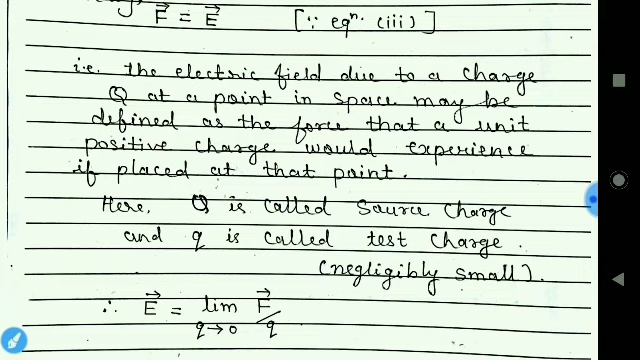 F⃗ = E⃗ [∵ eqⁿ. (iii)]
i.e. the electric field due to a charge
Q at a point in space may be
defined as the force that a unit
positive charge would experience
if placed at that point.
Here, Q is called Source Charge
and q is called test charge.
(negligibly small).
∴ E⃗ = lim F⃗/q
q→0